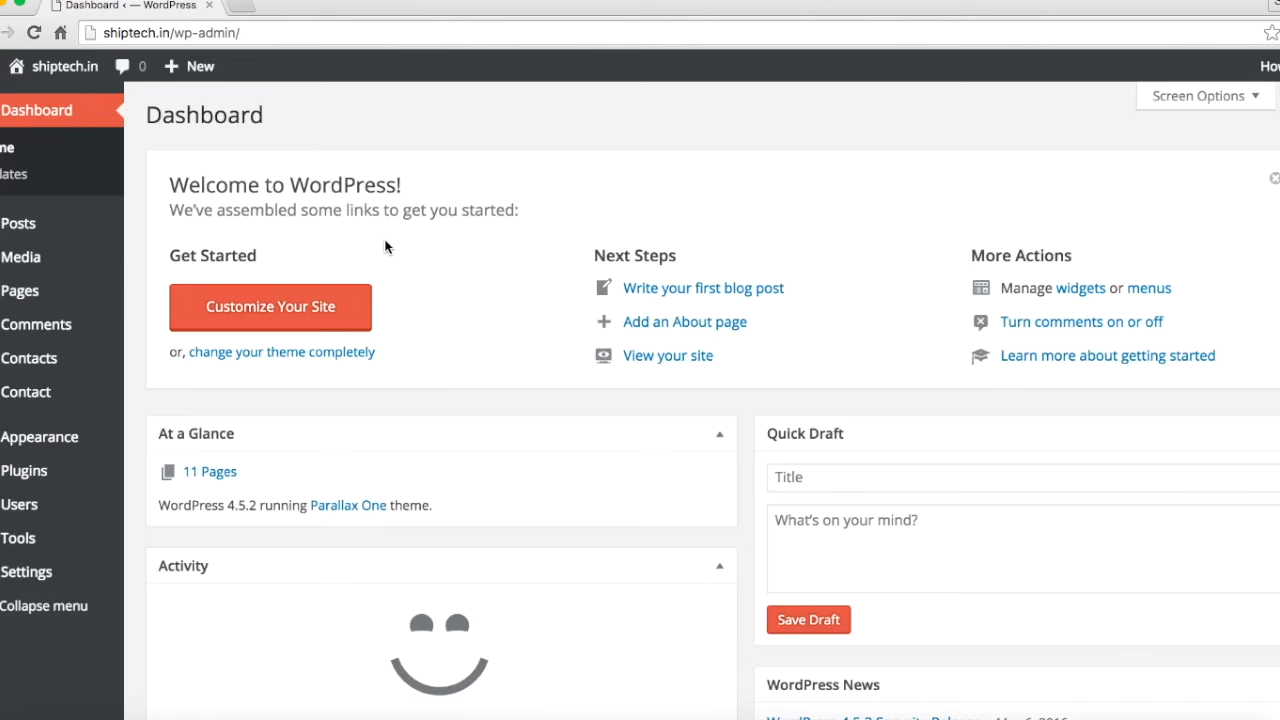 Dashboard ‹ — WordPress
shiptech.in/wp-admin/
shiptech.in 0 New
Dashboard
Posts
Media
Pages
Comments
Contacts
Contact
Appearance
Plugins
Users
Tools
Settings
Collapse menu
Screen Options
Dashboard
Welcome to WordPress!
We've assembled some links to get you started:
Get Started
Customize Your Site
or, change your theme completely
Next Steps
Write your first blog post
Add an About page
View your site
More Actions
Manage widgets or menus
Turn comments on or off
Learn more about getting started
At a Glance
11 Pages
WordPress 4.5.2 running Parallax One theme.
Activity
Quick Draft
Title
What's on your mind?
Save Draft
WordPress News